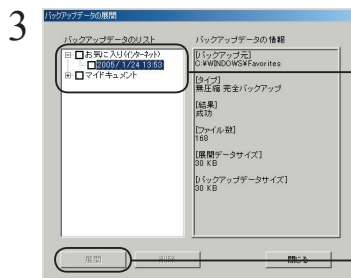 3
バックアップデータの展開
バックアップデータのリスト
お気に入り(インターネット)
2005/ 1/24 13:53
マイドキュメント
バックアップデータの情報
[バックアップ元]
C:¥WINDOWS¥Favorites
[タイプ]
無圧縮 完全バックアップ
[結果]
成功
[ファイル数]
168
[展開データサイズ]
30 KB
[バックアップデータサイズ]
30 KB
展開
削除
閉じる